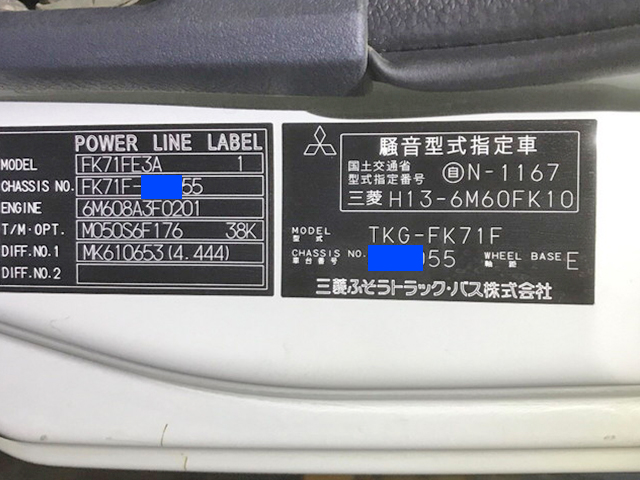 POWER LINE LABEL
MODEL FK71FE3A 1
CHASSIS NO. FK71F- 55
ENGINE 6M608A3F0201
T/M·OPT. M050S6F176 38K
DIFF.NO.1 MK610653(4.444)
DIFF.NO.2
騒音型式指定車
国土交通省
型式指定番号 自N-1167
三菱 H13-6M60FK10
MODEL
型式 TKG-FK71F
CHASSIS NO.
車台番号 055 WHEEL BASE
軸距 E
三菱ふそうトラック・バス株式会社